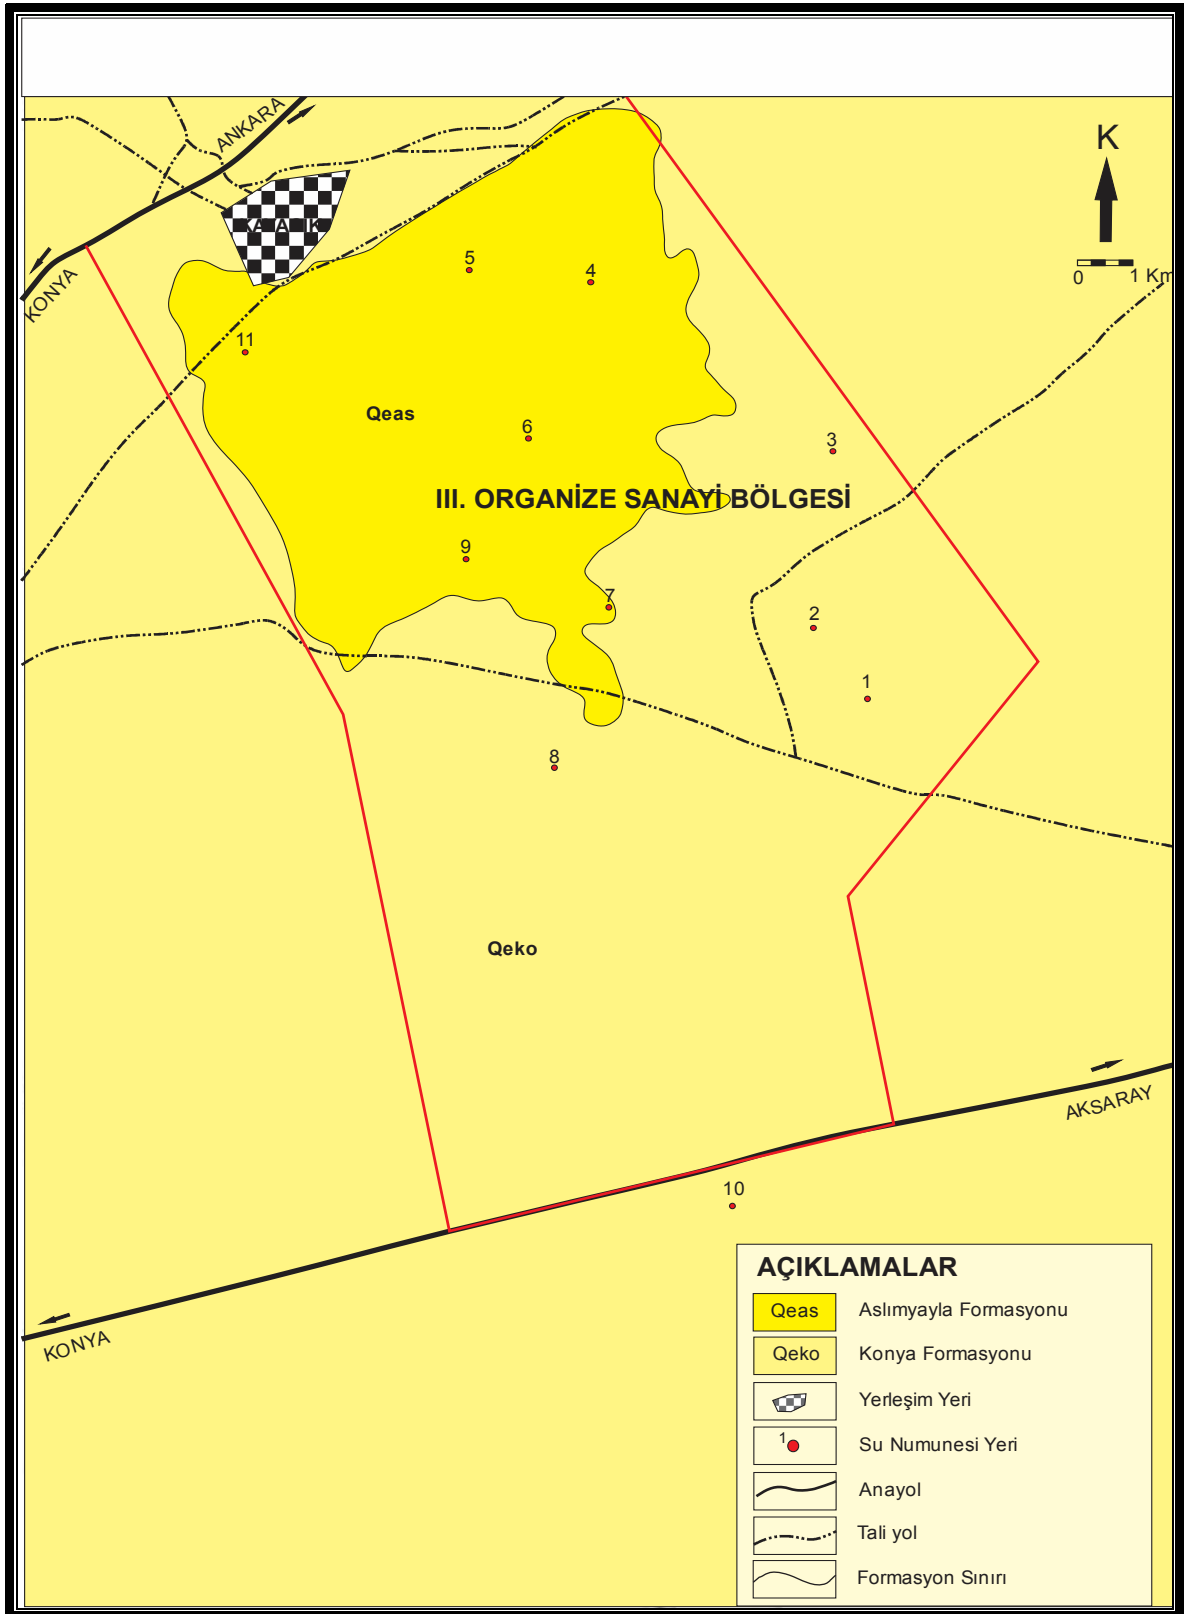 ANKARA
K
KONYA
0 1 Km
5
4
11
Qeas
6
3
III. ORGANİZE SANAYİ BÖLGESİ
9
7
2
1
8
Qeko
AKSARAY
10
KONYA
AÇIKLAMALAR
Qeas Aslımyayla Formasyonu
Qeko Konya Formasyonu
Yerleşim Yeri
1 Su Numunesi Yeri
Anayol
Tali yol
Formasyon Sınırı